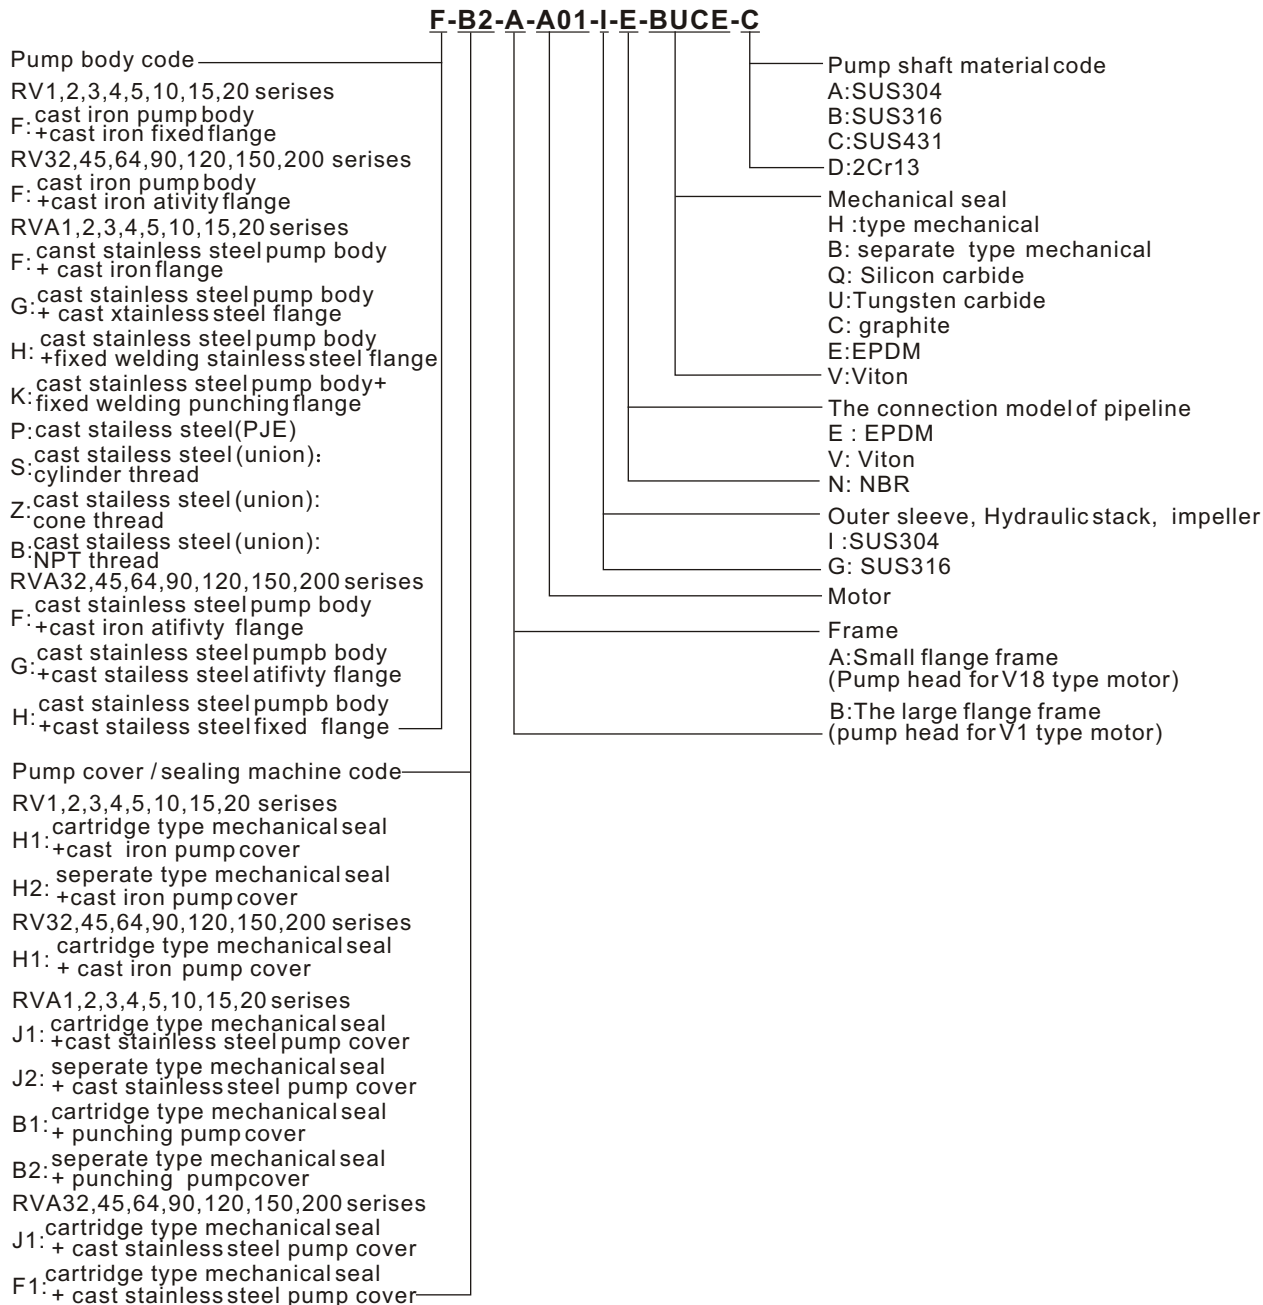 F-B2-A-A01-I-E-BUCE-C
Pump body code
RV1,2,3,4,5,10,15,20 serises
F: cast iron pump body
+cast iron fixed flange
RV32,45,64,90,120,150,200 serises
F: cast iron pump body
+cast iron ativity flange
RVA1,2,3,4,5,10,15,20 serises
F: canst stainless steel pump body
+ cast iron flange
G: cast stainless steel pump body
+ cast xtainless steel flange
H: cast stainless steel pump body
+fixed welding stainless steel flange
K: cast stainless steel pump body+
fixed welding punching flange
P: cast stailess steel(PJE)
S: cast stailess steel (union):
cylinder thread
Z: cast stailess steel (union):
cone thread
B: cast stailess steel (union):
NPT thread
RVA32,45,64,90,120,150,200 serises
F: cast stainless steel pump body
+cast iron atifivty flange
G: cast stainless steel pumpb body
+cast stailess steel atifivty flange
H: cast stainless steel pumpb body
+cast stailess steel fixed flange
Pump cover / sealing machine code
RV1,2,3,4,5,10,15,20 serises
H1: cartridge type mechanical seal
+cast iron pump cover
H2: seperate type mechanical seal
+cast iron pump cover
RV32,45,64,90,120,150,200 serises
H1: cartridge type mechanical seal
+ cast iron pump cover
RVA1,2,3,4,5,10,15,20 serises
J1: cartridge type mechanical seal
+cast stainless steel pump cover
J2: seperate type mechanical seal
+ cast stainless steel pump cover
B1: cartridge type mechanical seal
+ punching pump cover
B2: seperate type mechanical seal
+ punching pumpcover
RVA32,45,64,90,120,150,200 serises
J1: cartridge type mechanical seal
+ cast stainless steel pump cover
F1: cartridge type mechanical seal
+ cast stainless steel pump cover
Pump shaft material code
A:SUS304
B:SUS316
C:SUS431
D:2Cr13
Mechanical seal
H :type mechanical
B: separate type mechanical
Q: Silicon carbide
U:Tungsten carbide
C: graphite
E:EPDM
V:Viton
The connection model of pipeline
E : EPDM
V: Viton
N: NBR
Outer sleeve, Hydraulic stack, impeller
I :SUS304
G: SUS316
Motor
Frame
A:Small flange frame
(Pump head for V18 type motor)
B:The large flange frame
(pump head for V1 type motor)